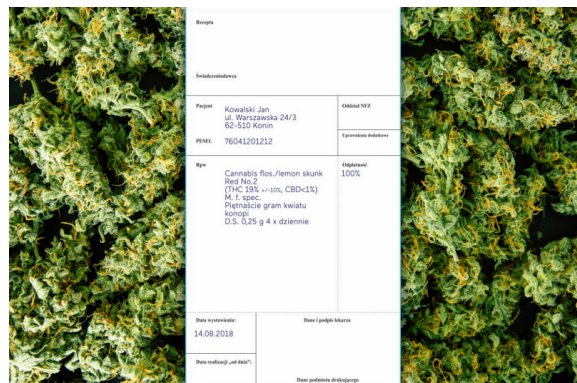 Recepta
Świadczeniodawca
Pacjent
Kowalski Jan
ul. Warszawska 24/3
62-510 Konin
Oddział NFZ
PESEL
76041201212
Uprawnienia dodatkowe
Rpw
Cannabis flos./lemon skunk
Red No.2
(THC 19% +/-10%, CBD<1%)
M. f. spec.
Piętnaście gram kwiatu
konopi
D.S. 0,25 g 4 x dziennie
Odpłatność
100%
Data wystawienia:
14.08.2018
Dane i podpis lekarza
Data realizacji „od dnia”:
Dane podmiotu drukującego